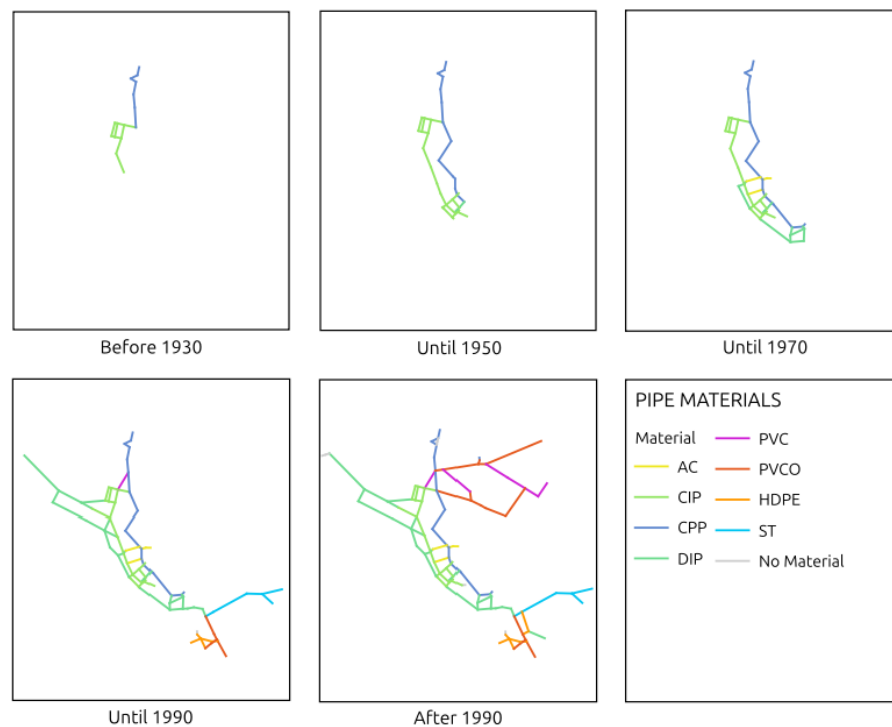 Before 1930
Until 1950
Until 1970
Until 1990
After 1990
PIPE MATERIALS
Material
AC
CIP
CPP
DIP
PVC
PVCO
HDPE
ST
No Material